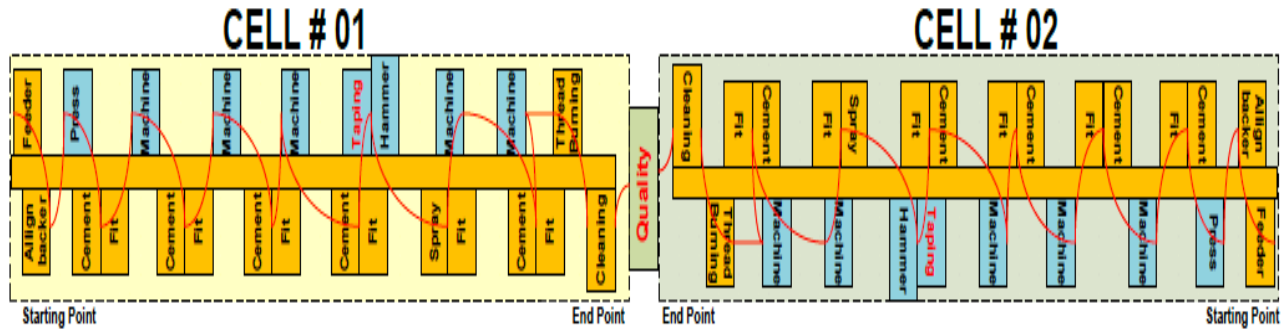 CELL # 01
CELL # 02
Feeder
Press
Machine
Machine
Machine
Taping
Hammer
Machine
Machine
Thread
Burning
Allign
backer
Cement
Fit
Cement
Fit
Cement
Fit
Cement
Fit
Spray
Fit
Cement
Fit
Cleaning
Quality
Cleaning
Fit
Cement
Fit
Spray
Fit
Cement
Fit
Cement
Fit
Cement
Fit
Cement
Allign
backer
Thread
Burning
Machine
Machine
Hammer
Taping
Machine
Machine
Machine
Press
Feeder
Starting Point
End Point
End Point
Starting Point